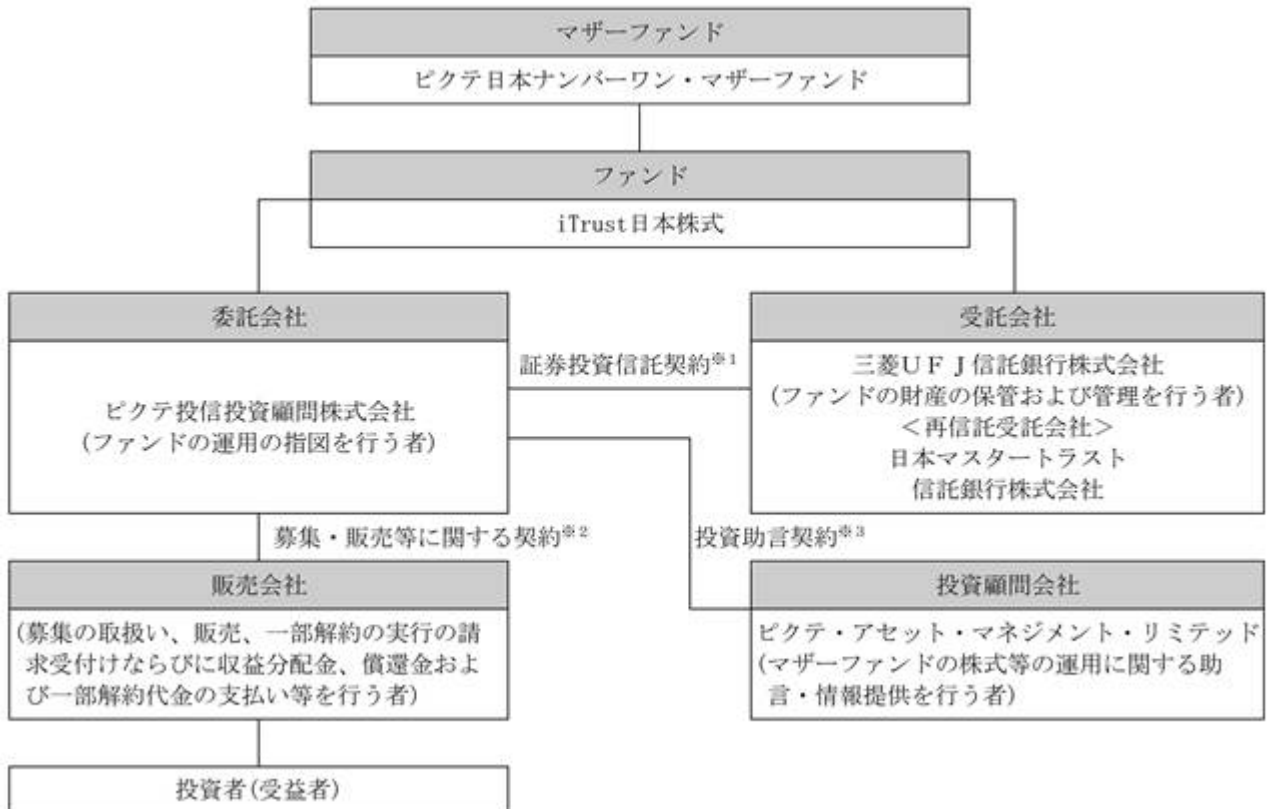 マザーファンド
ピクテ日本ナンバーワン・マザーファンド
ファンド
iTrust日本株式
委託会社
ピクテ投信投資顧問株式会社
(ファンドの運用の指図を行う者)
証券投資信託契約※1
受託会社
三菱UFJ信託銀行株式会社
(ファンドの財産の保管および管理を行う者)
<再信託受託会社>
日本マスタートラスト
信託銀行株式会社
募集・販売等に関する契約※2
投資助言契約※3
販売会社
(募集の取扱い、販売、一部解約の実行の請
求受付けならびに収益分配金、償還金およ
び一部解約代金の支払い等を行う者)
投資顧問会社
ピクテ・アセット・マネジメント・リミテッド
(マザーファンドの株式等の運用に関する助
言・情報提供を行う者)
投資者(受益者)